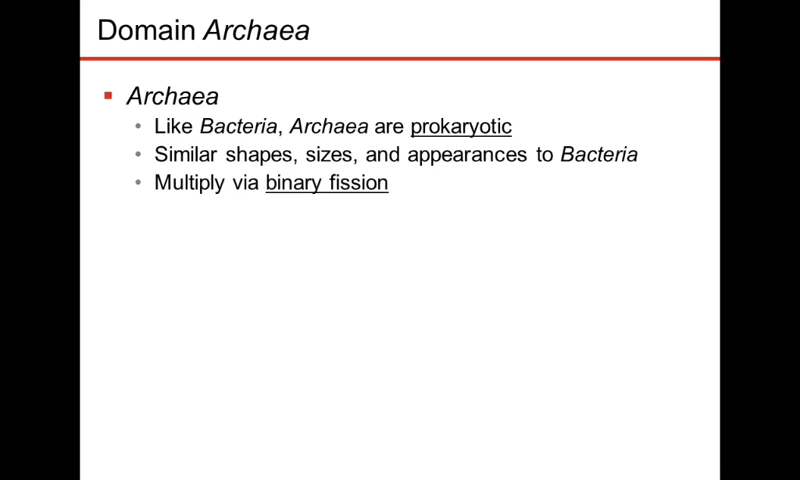 Domain Archaea
Archaea
Like Bacteria, Archaea are prokaryotic
Similar shapes, sizes, and appearances to Bacteria
Multiply via binary fission